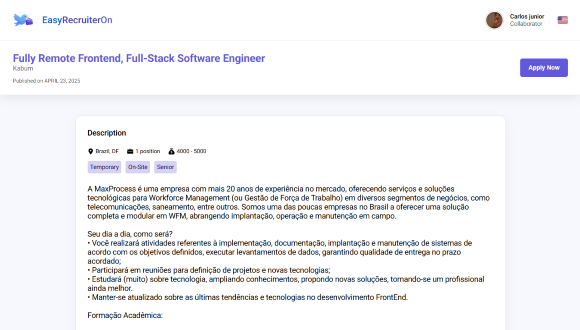 EasyRecruiterOn
Carlos junior
Collaborator
Fully Remote Frontend, Full-Stack Software Engineer
Kabum
Published on APRIL 23, 2025
Apply Now
Description
Brazil, DF
1 position
4000 - 5000
Temporary
On-Site
Senior
A MaxProcess é uma empresa com mais 20 anos de experiência no mercado, oferecendo serviços e soluções
tecnológicas para Workforce Management (ou Gestão de Força de Trabalho) em diversos segmentos de negócios, como
telecomunicações, saneamento, entre outros. Somos uma das poucas empresas no Brasil a oferecer uma solução
completa e modular em WFM, abrangendo implantação, operação e manutenção em campo.
Seu dia a dia, como será?
• Você realizará atividades referentes à implementação, documentação, implantação e manutenção de sistemas de
acordo com os objetivos definidos, executar levantamentos de dados, garantindo qualidade de entrega no prazo
acordado;
• Participará em reuniões para definição de projetos e novas tecnologias;
• Estudará (muito) sobre tecnologia, ampliando conhecimentos, propondo novas soluções, tornando-se um profissional
ainda melhor.
• Manter-se atualizado sobre as últimas tendências e tecnologias no desenvolvimento FrontEnd.
Formação Acadêmica: